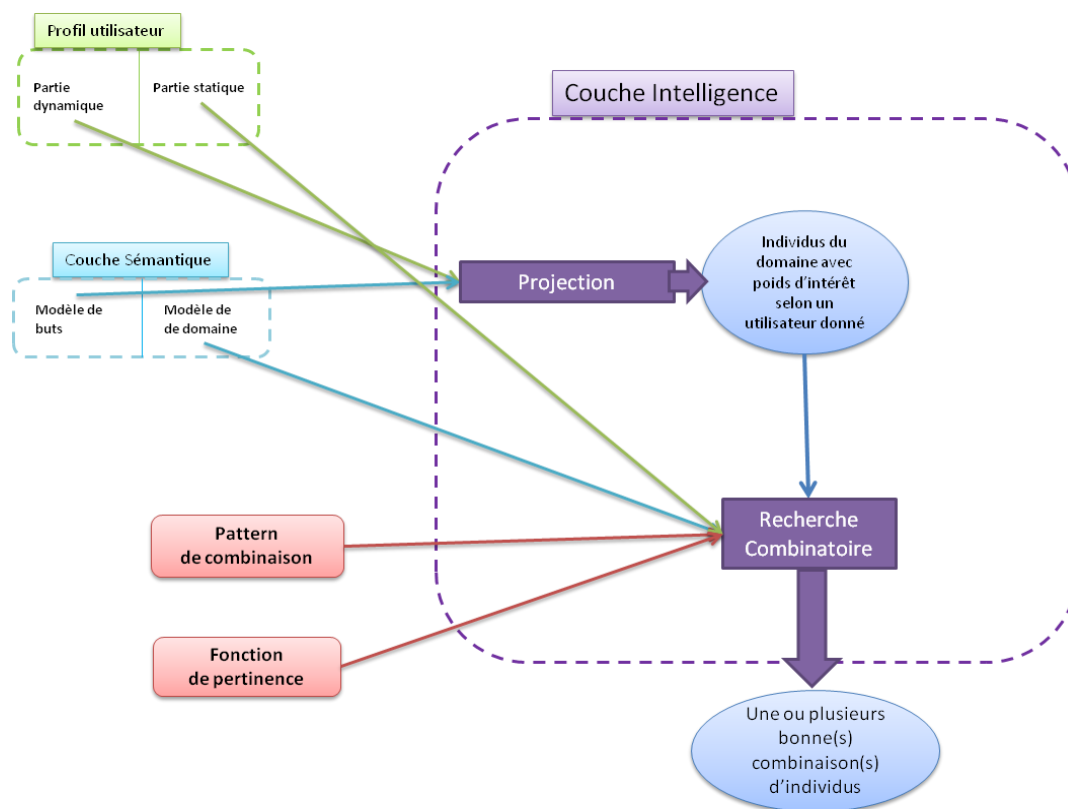 Profil utilisateur
Partie
dynamique
Partie statique
Couche Intelligence
Couche Sémantique
Modèle de
buts
Modèle de
de domaine
Projection
Individus du
domaine avec
poids d'intérêt
selon un
utilisateur donné
Pattern
de combinaison
Recherche
Combinatoire
Fonction
de pertinence
Une ou plusieurs
bonne(s)
combinaison(s)
d'individus